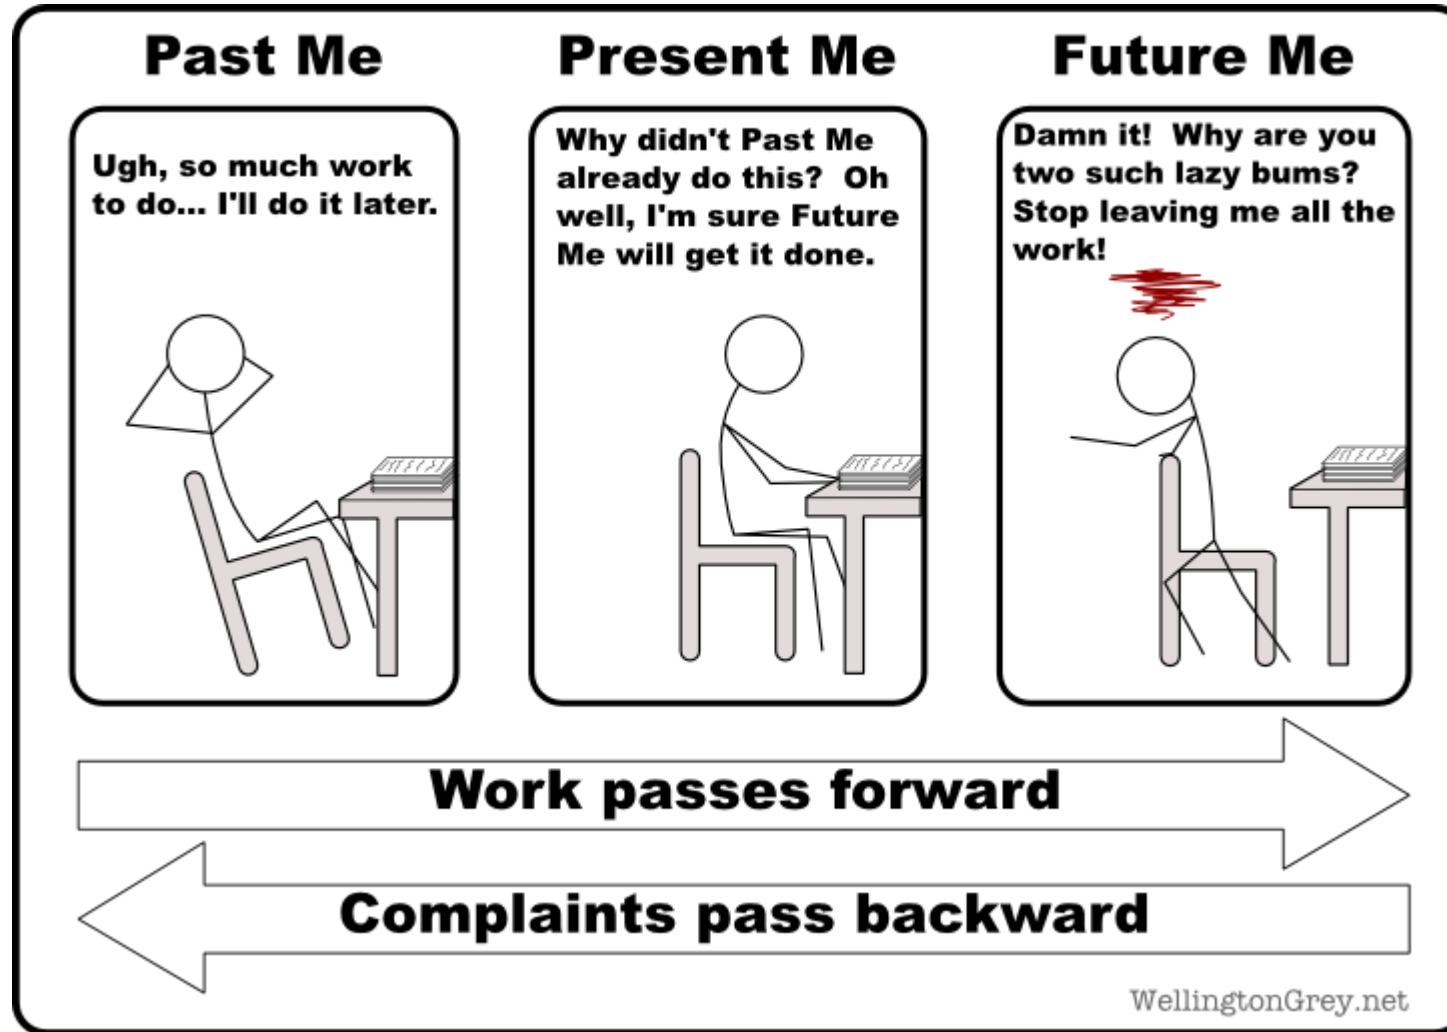 Past Me
Present Me
Future Me
Ugh, so much work
to do... I'll do it later.
Why didn't Past Me
already do this?  Oh
well, I'm sure Future
Me will get it done.
Damn it!  Why are you
two such lazy bums?
Stop leaving me all the
work!
Work passes forward
Complaints pass backward
WellingtonGrey.net